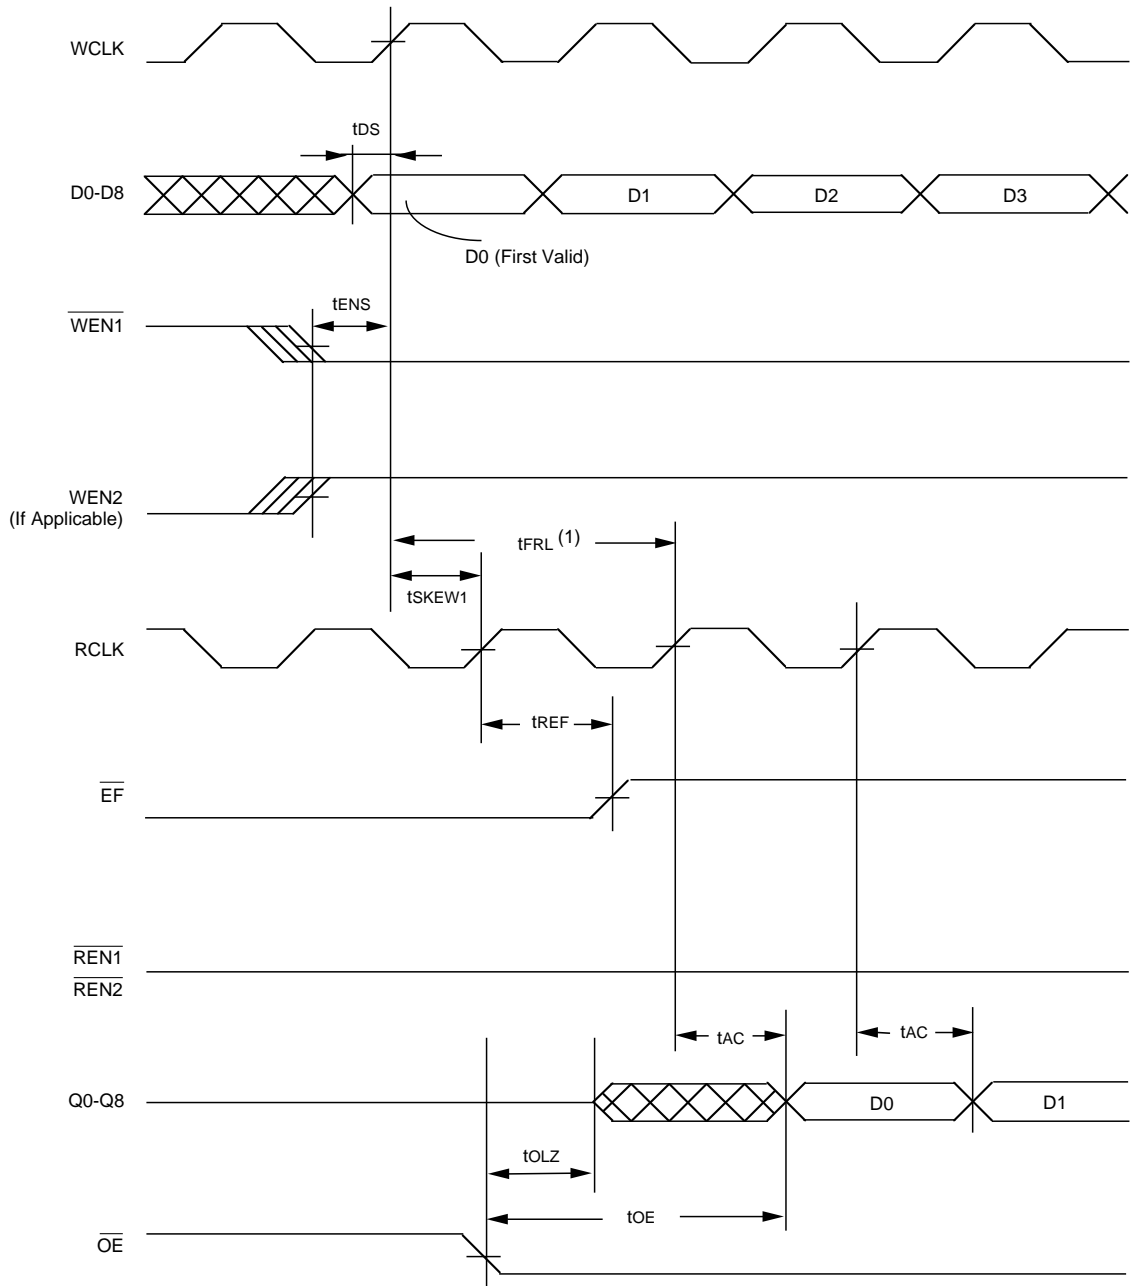 WCLK
tDS
D0-D8
D1
D2
D3
D0 (First Valid)
tENS
WEN1
WEN2
(If Applicable)
tFRL (1)
tSKEW1
RCLK
tREF
EF
REN1
REN2
tAC
tAC
Q0-Q8
D0
D1
tOLZ
tOE
OE